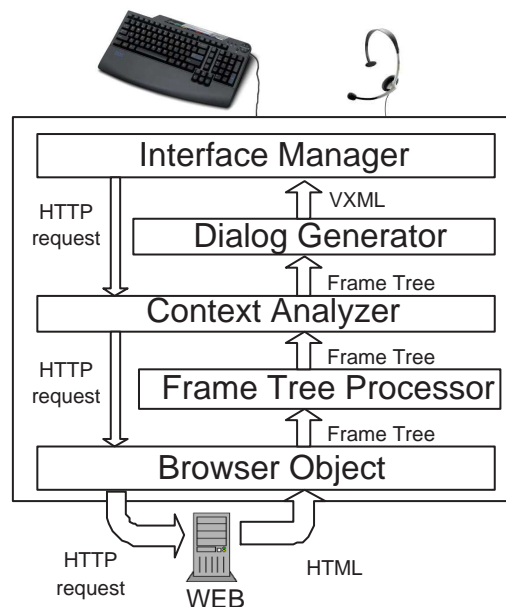 Interface Manager
HTTP
request
VXML
Dialog Generator
Frame Tree
Context Analyzer
HTTP
request
Frame Tree
Frame Tree Processor
Frame Tree
Browser Object
HTTP
request
WEB
HTML